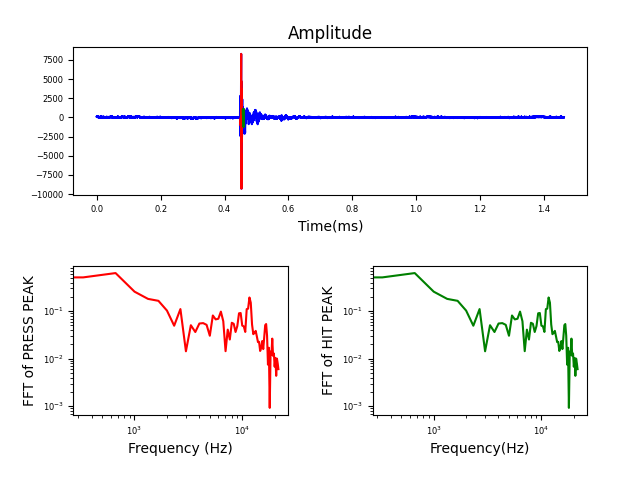 Amplitude
7500
5000
2500
0
−2500
−5000
−7500
−10000
0.0 0.2 0.4 0.6 0.8 1.0 1.2 1.4
Time(ms)
FFT of PRESS PEAK
10⁻¹
10⁻²
10⁻³
10³ 10⁴
Frequency (Hz)
FFT of HIT PEAK
10⁻¹
10⁻²
10⁻³
10³ 10⁴
Frequency(Hz)